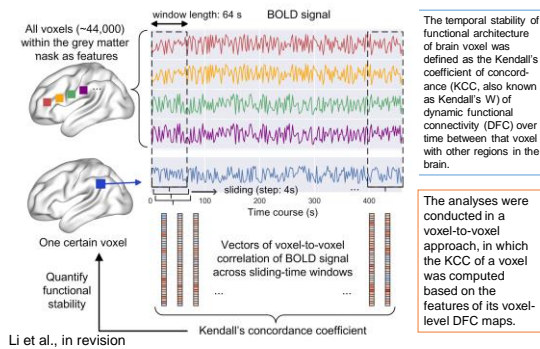 window length: 64 s
BOLD signal
All voxels (~44,000)
within the grey matter
mask as features
...
One certain voxel
sliding (step: 4s)
...
0 100 200 300 400
Time course (s)
Vectors of voxel-to-voxel
correlation of BOLD signal
across sliding-time windows
... ...
Quantify
functional
stability
Kendall's concordance coefficient
Li et al., in revision
The temporal stability of
functional architecture
of brain voxel was
defined as the Kendall's
coefficient of concord-
ance (KCC, also known
as Kendall's W) of
dynamic functional
connectivity (DFC) over
time between that voxel
with other regions in the
brain.
The analyses were
conducted in a
voxel-to-voxel
approach, in which
the KCC of a voxel
was computed
based on the
features of its voxel-
level DFC maps.